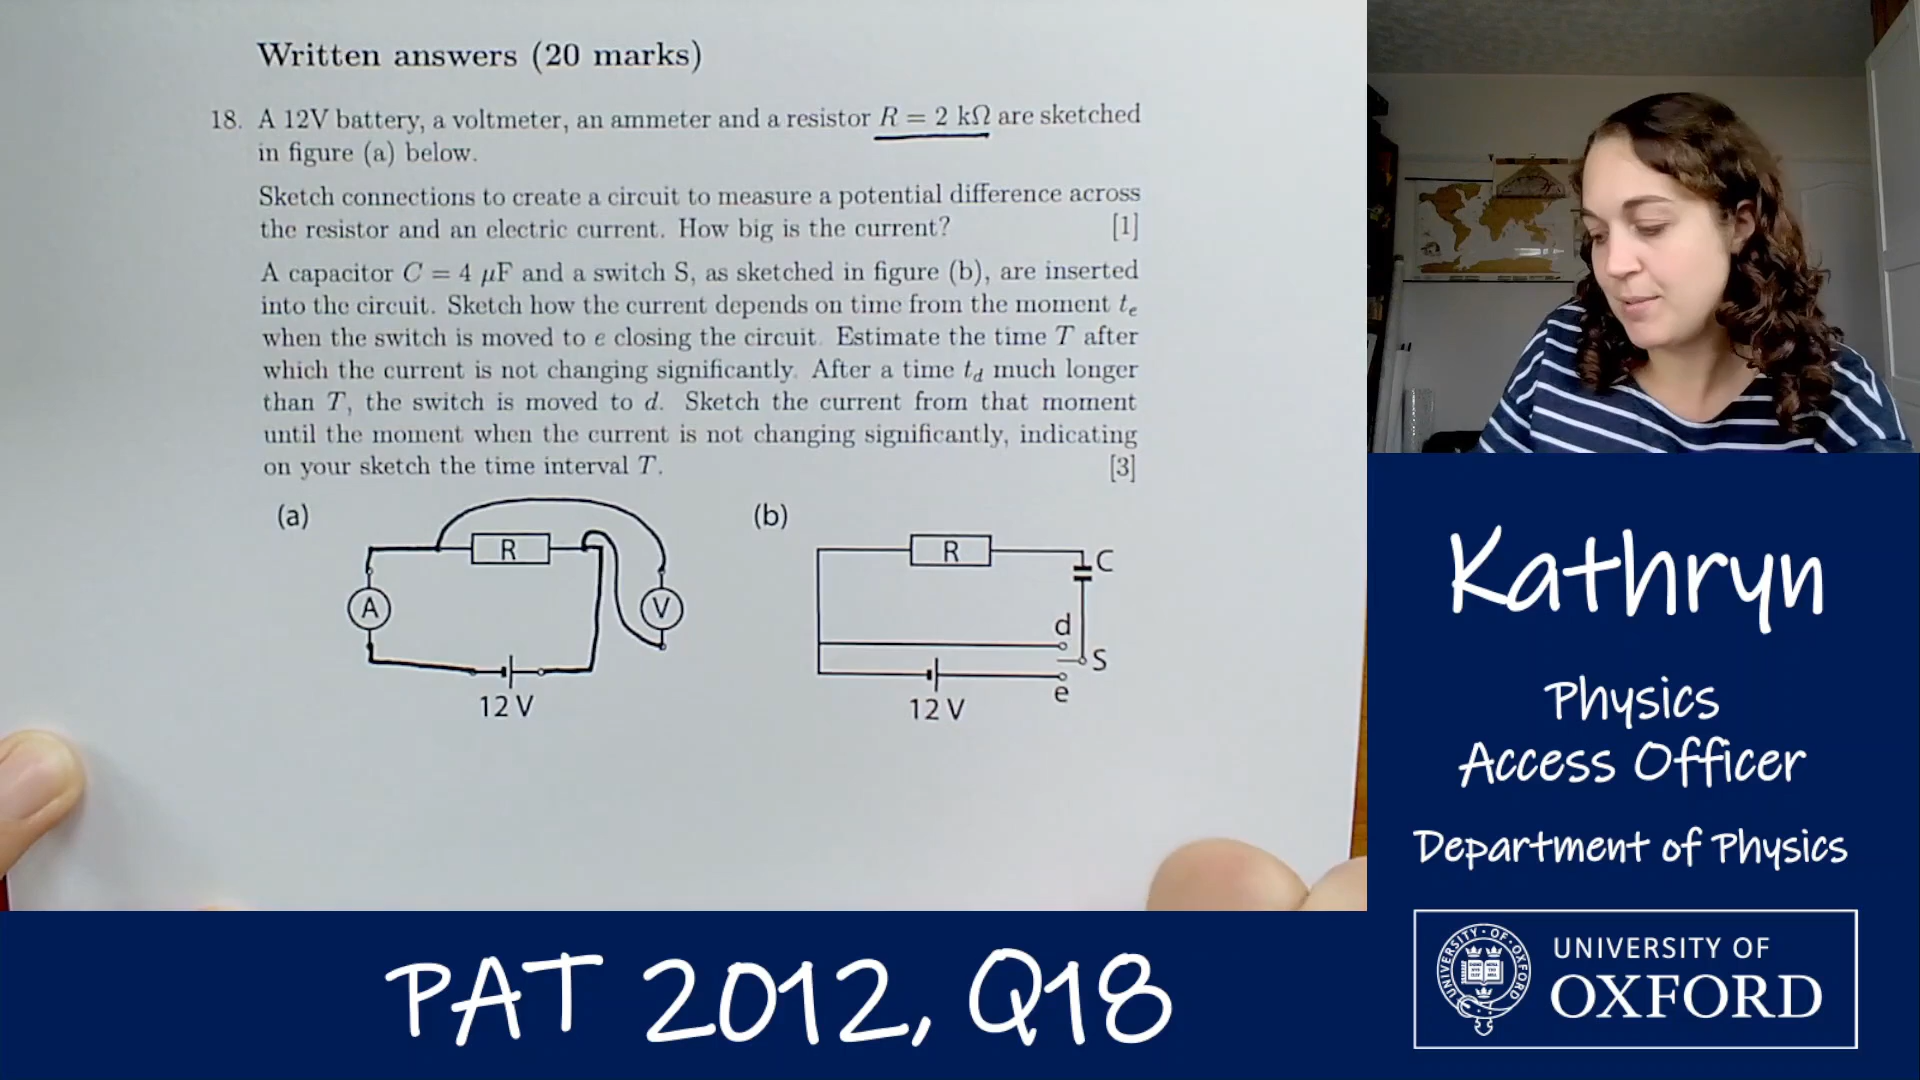 Written answers (20 marks)
18. A 12V battery, a voltmeter, an ammeter and a resistor R = 2 kΩ are sketched
in figure (a) below.
Sketch connections to create a circuit to measure a potential difference across
the resistor and an electric current. How big is the current? [1]
A capacitor C = 4 μF and a switch S, as sketched in figure (b), are inserted
into the circuit. Sketch how the current depends on time from the moment tₑ
when the switch is moved to e closing the circuit. Estimate the time T after
which the current is not changing significantly. After a time t_d much longer
than T, the switch is moved to d. Sketch the current from that moment
until the moment when the current is not changing significantly, indicating
on your sketch the time interval T. [3]
(a)
R
A
V
12 V
(b)
R
C
d
S
e
12 V
Kathryn
Physics
Access Officer
Department of Physics
UNIVERSITY OF
OXFORD
PAT 2012, Q18